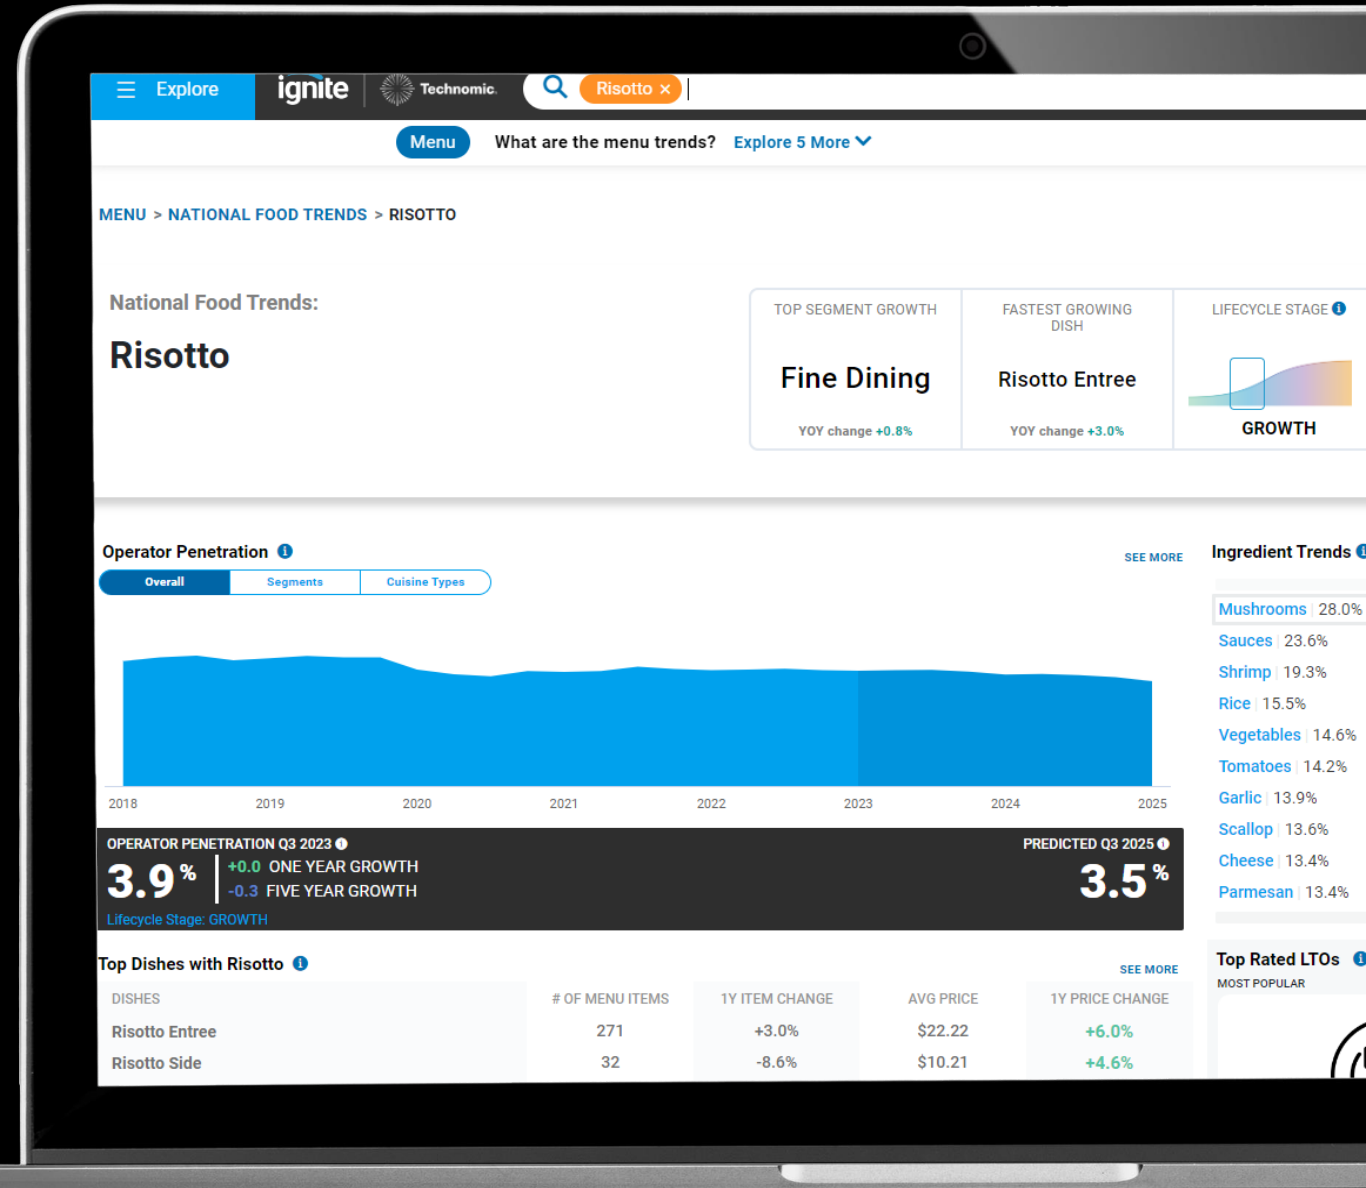 Explore
ignite
Technomic.
Risotto ×
Menu
What are the menu trends?
Explore 5 More
MENU > NATIONAL FOOD TRENDS > RISOTTO
National Food Trends:
Risotto
TOP SEGMENT GROWTH
Fine Dining
YOY change +0.8%
FASTEST GROWING
DISH
Risotto Entree
YOY change +3.0%
LIFECYCLE STAGE
GROWTH
Operator Penetration
SEE MORE
Overall
Segments
Cuisine Types
2018 2019 2020 2021 2022 2023 2024 2025
OPERATOR PENETRATION Q3 2023
3.9%
+0.0 ONE YEAR GROWTH
-0.3 FIVE YEAR GROWTH
Lifecycle Stage: GROWTH
PREDICTED Q3 2025
3.5%
Top Dishes with Risotto
SEE MORE
DISHES # OF MENU ITEMS 1Y ITEM CHANGE AVG PRICE 1Y PRICE CHANGE
Risotto Entree 271 +3.0% $22.22 +6.0%
Risotto Side 32 -8.6% $10.21 +4.6%
Ingredient Trends
Mushrooms | 28.0%
Sauces | 23.6%
Shrimp | 19.3%
Rice | 15.5%
Vegetables | 14.6%
Tomatoes | 14.2%
Garlic | 13.9%
Scallop | 13.6%
Cheese | 13.4%
Parmesan | 13.4%
Top Rated LTOs
MOST POPULAR